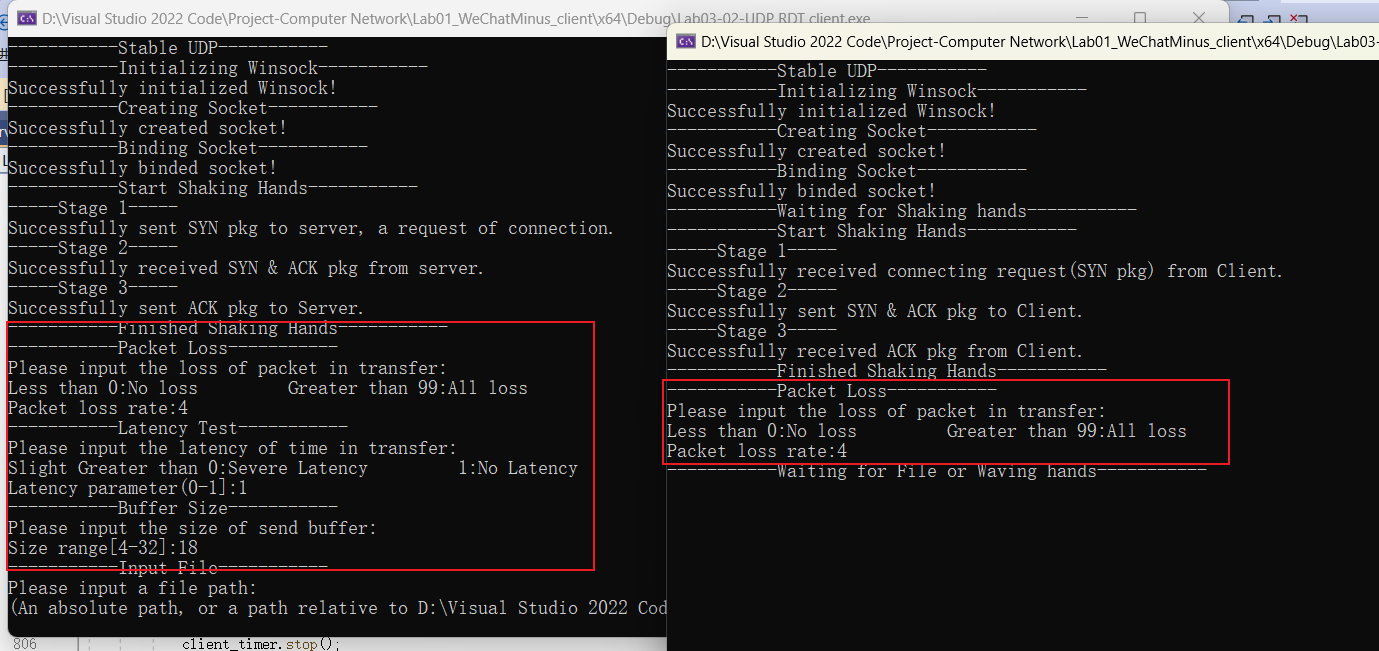 D:\Visual Studio 2022 Code\Project-Computer Network\Lab01_WeChatMinus_client\x64\Debug\Lab03-02-UDP RDT client.exe
-----------Stable UDP-----------
-----------Initializing Winsock-----------
Successfully initialized Winsock!
-----------Creating Socket-----------
Successfully created socket!
-----------Binding Socket-----------
Successfully binded socket!
-----------Start Shaking Hands-----------
-----Stage 1-----
Successfully sent SYN pkg to server, a request of connection.
-----Stage 2-----
Successfully received SYN & ACK pkg from server.
-----Stage 3-----
Successfully sent ACK pkg to Server.
-----------Finished Shaking Hands-----------
-----------Packet Loss-----------
Please input the loss of packet in transfer:
Less than 0:No loss         Greater than 99:All loss
Packet loss rate:4
-----------Latency Test-----------
Please input the latency of time in transfer:
Slight Greater than 0:Severe Latency         1:No Latency
Latency parameter(0-1]:1
-----------Buffer Size-----------
Please input the size of send buffer:
Size range[4-32]:18
-----------Input File-----------
Please input a file path:
(An absolute path, or a path relative to D:\Visual Studio 2022 Cod
806 client_timer.stop();
D:\Visual Studio 2022 Code\Project-Computer Network\Lab01_WeChatMinus_client\x64\Debug\Lab03-
-----------Stable UDP-----------
-----------Initializing Winsock-----------
Successfully initialized Winsock!
-----------Creating Socket-----------
Successfully created socket!
-----------Binding Socket-----------
Successfully binded socket!
-----------Waiting for Shaking hands-----------
-----------Start Shaking Hands-----------
-----Stage 1-----
Successfully received connecting request(SYN pkg) from Client.
-----Stage 2-----
Successfully sent SYN & ACK pkg to Client.
-----Stage 3-----
Successfully received ACK pkg from Client.
-----------Finished Shaking Hands-----------
-----------Packet Loss-----------
Please input the loss of packet in transfer:
Less than 0:No loss         Greater than 99:All loss
Packet loss rate:4
-----------Waiting for File or Waving hands-----------